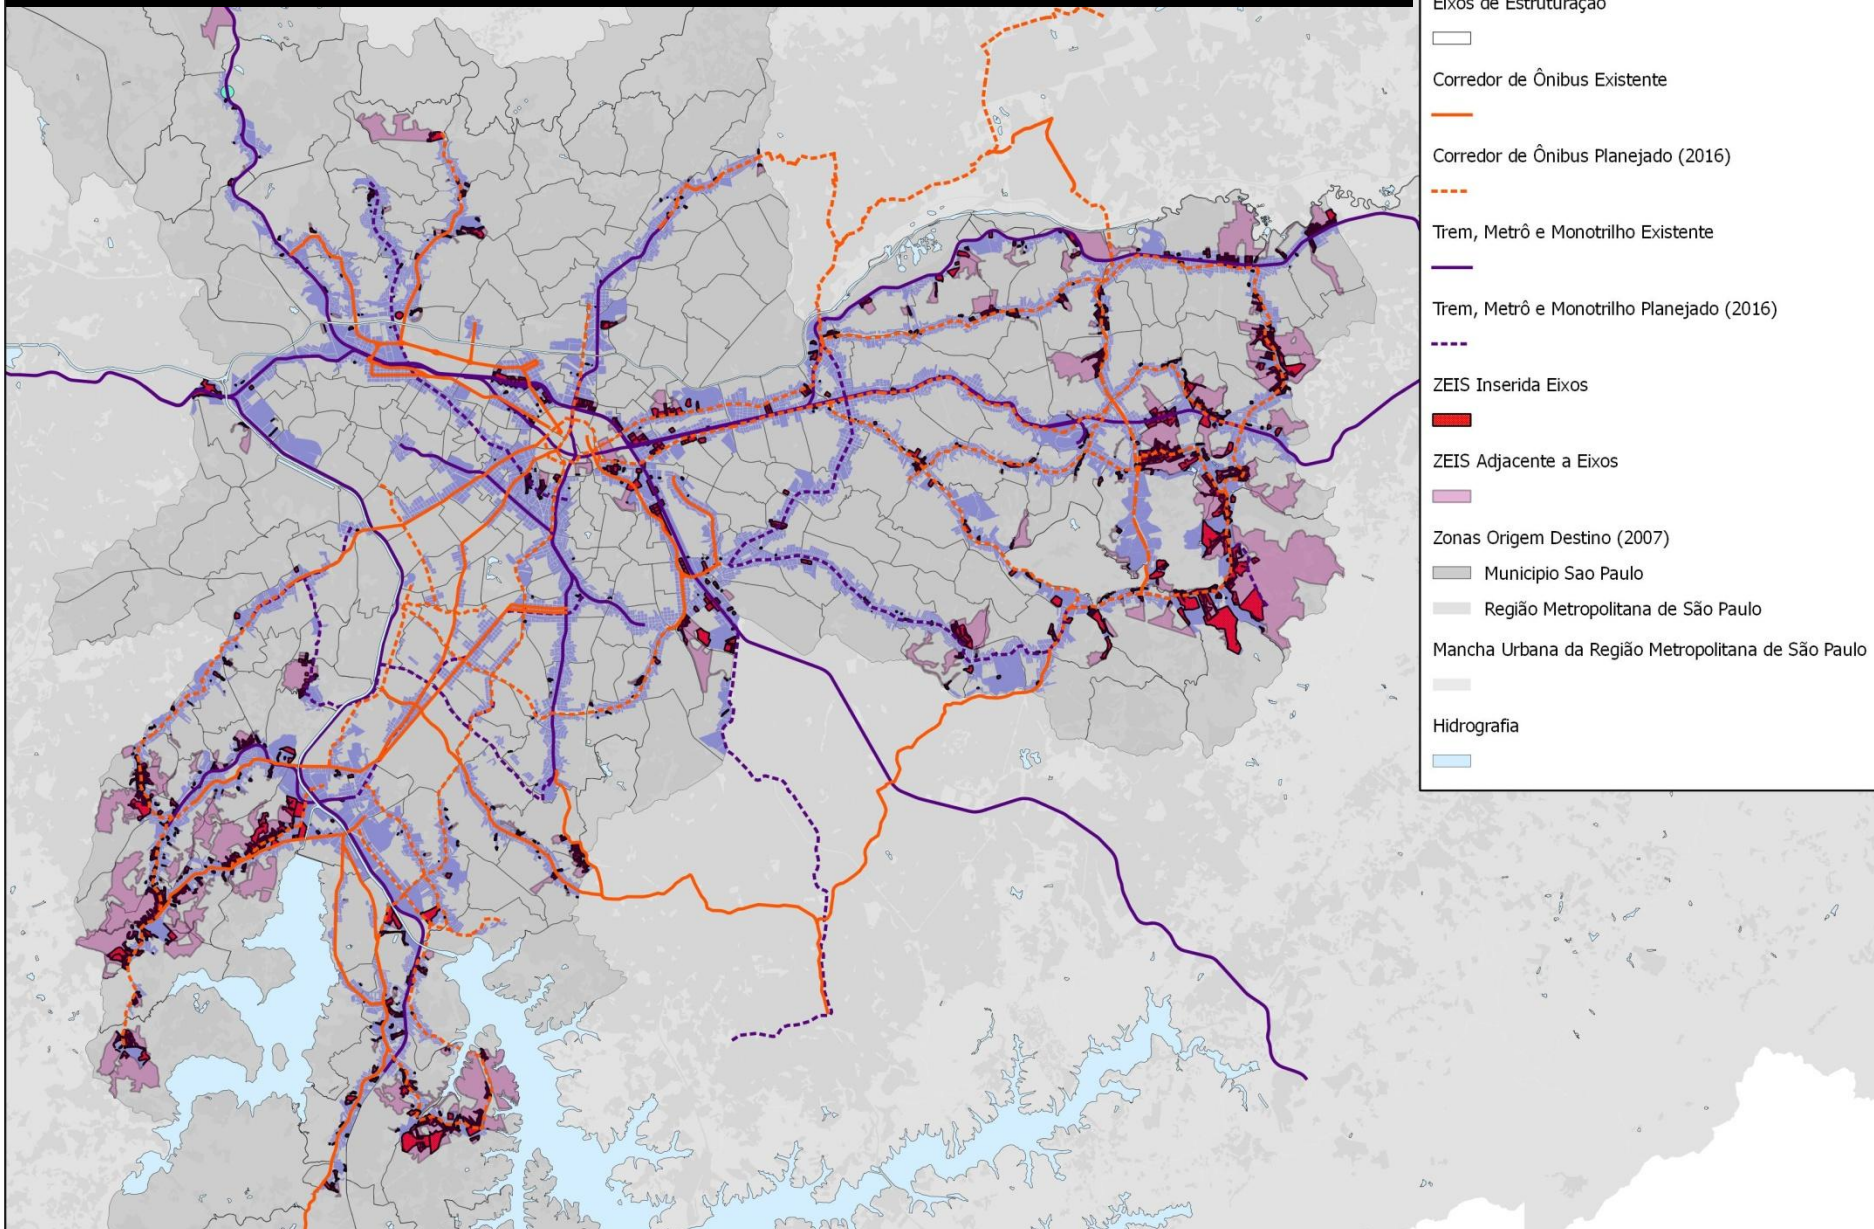 Eixos de Estruturação
Corredor de Ônibus Existente
Corredor de Ônibus Planejado (2016)
Trem, Metrô e Monotrilho Existente
Trem, Metrô e Monotrilho Planejado (2016)
ZEIS Inserida Eixos
ZEIS Adjacente a Eixos
Zonas Origem Destino (2007)
Municipio Sao Paulo
Região Metropolitana de São Paulo
Mancha Urbana da Região Metropolitana de São Paulo
Hidrografia